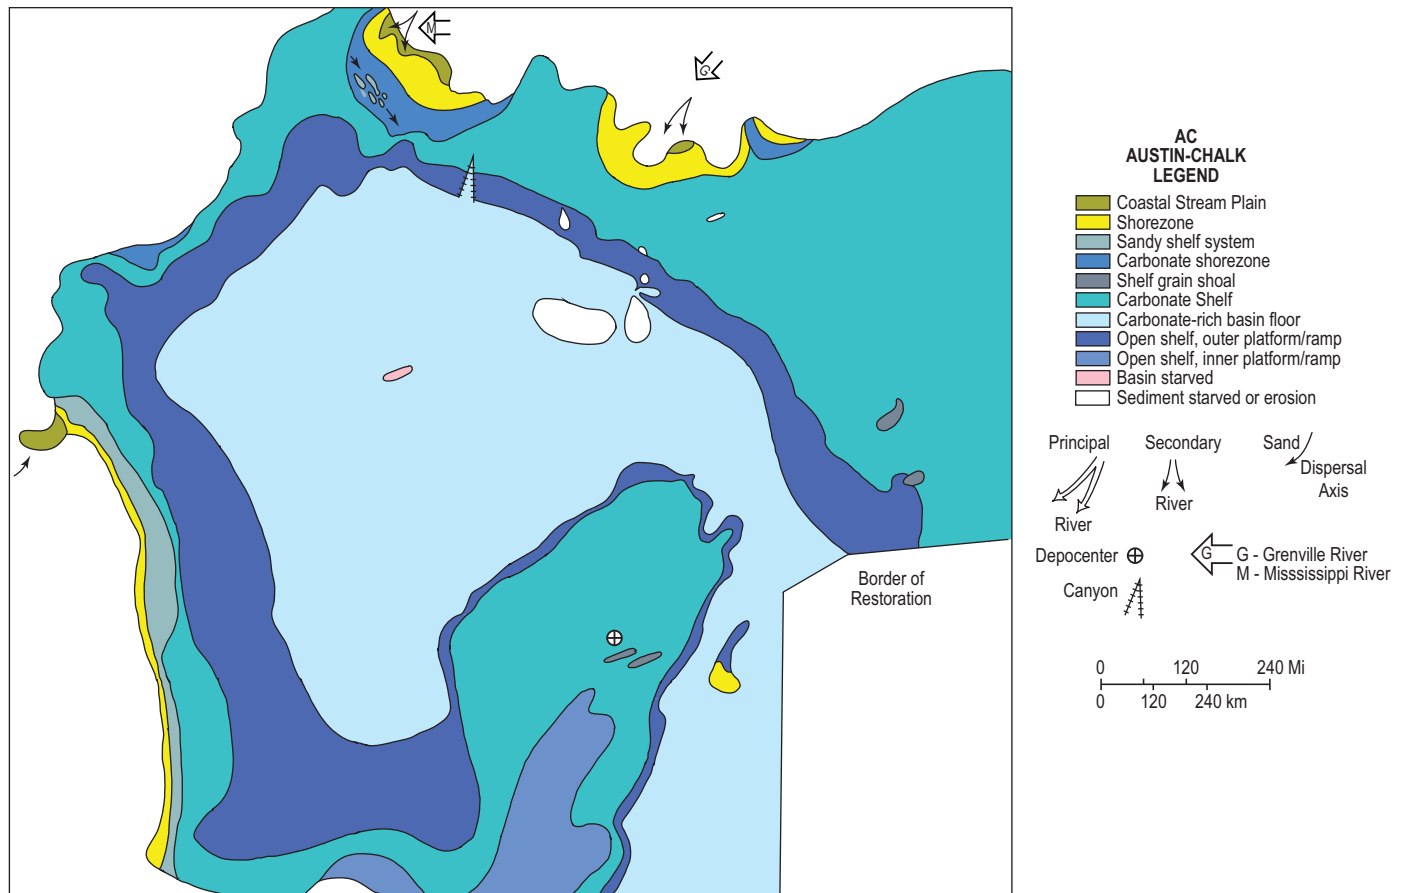 M
G
Border of
Restoration
AC
AUSTIN-CHALK
LEGEND
Coastal Stream Plain
Shorezone
Sandy shelf system
Carbonate shorezone
Shelf grain shoal
Carbonate Shelf
Carbonate-rich basin floor
Open shelf, outer platform/ramp
Open shelf, inner platform/ramp
Basin starved
Sediment starved or erosion
Principal
River
Secondary
River
Sand
Dispersal
Axis
Depocenter
G
G - Grenville River
M - Misssissippi River
Canyon
0 120 240 Mi
0 120 240 km